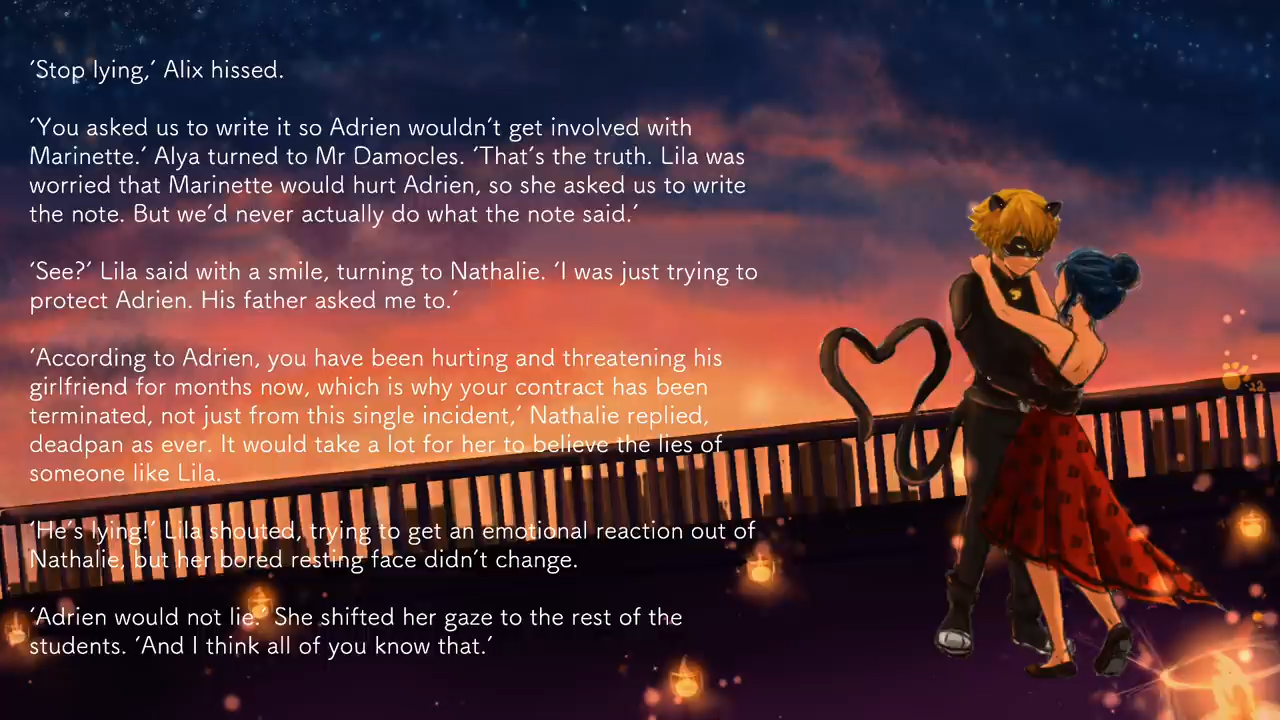 ‘Stop lying,’ Alix hissed.
‘You asked us to write it so Adrien wouldn’t get involved with
Marinette.’ Alya turned to Mr Damocles. ‘That’s the truth. Lila was
worried that Marinette would hurt Adrien, so she asked us to write
the note. But we’d never actually do what the note said.’
‘See?’ Lila said with a smile, turning to Nathalie. ‘I was just trying to
protect Adrien. His father asked me to.’
‘According to Adrien, you have been hurting and threatening his
girlfriend for months now, which is why your contract has been
terminated, not just from this single incident,’ Nathalie replied,
deadpan as ever. It would take a lot for her to believe the lies of
someone like Lila.
‘He’s lying!’ Lila shouted, trying to get an emotional reaction out of
Nathalie, but her bored resting face didn’t change.
‘Adrien would not lie.’ She shifted her gaze to the rest of the
students. ‘And I think all of you know that.’
'22